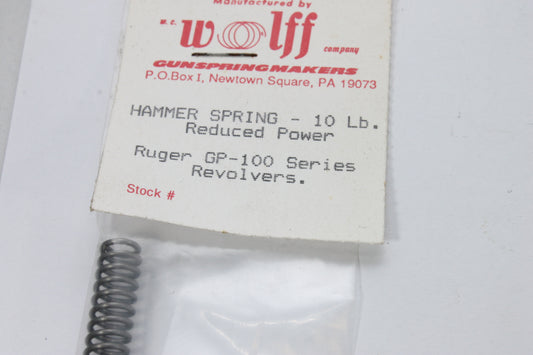 Manufactured by
W.C. Wolff company
GUNSPRINGMAKERS
P.O.Box I, Newtown Square, PA 19073
HAMMER SPRING - 10 Lb.
Reduced Power
Ruger GP-100 Series
Revolvers.
Stock #